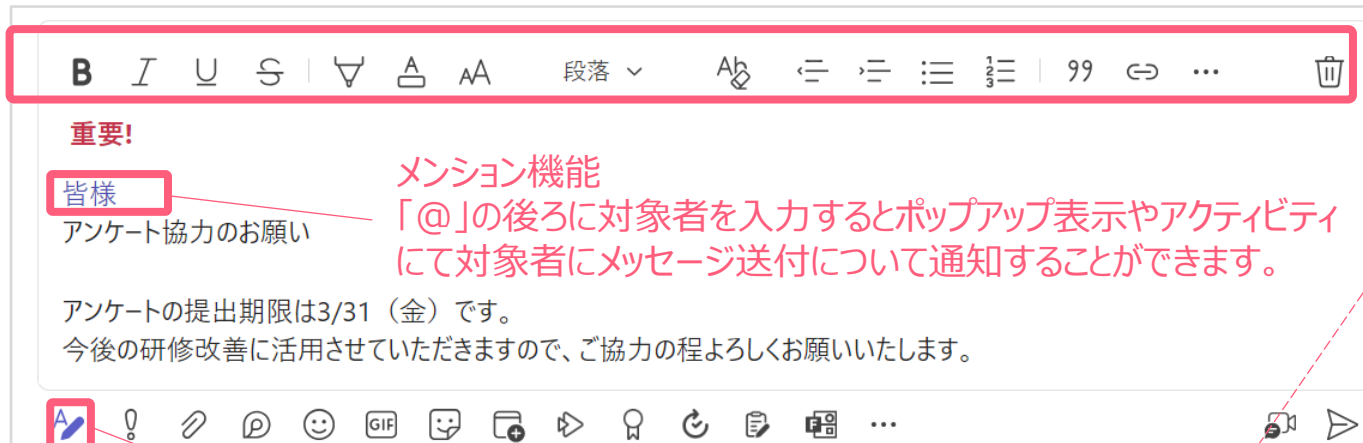 B I U S A AA 段落 Ab 1 2 3 99 …
重要!
皆様
メンション機能
「@」の後ろに対象者を入力するとポップアップ表示やアクティビティ
アンケート協力のお願い
にて対象者にメッセージ送付について通知することができます。
アンケートの提出期限は3/31（金）です。
今後の研修改善に活用させていただきますので、ご協力の程よろしくお願いいたします。
A ! GIF …